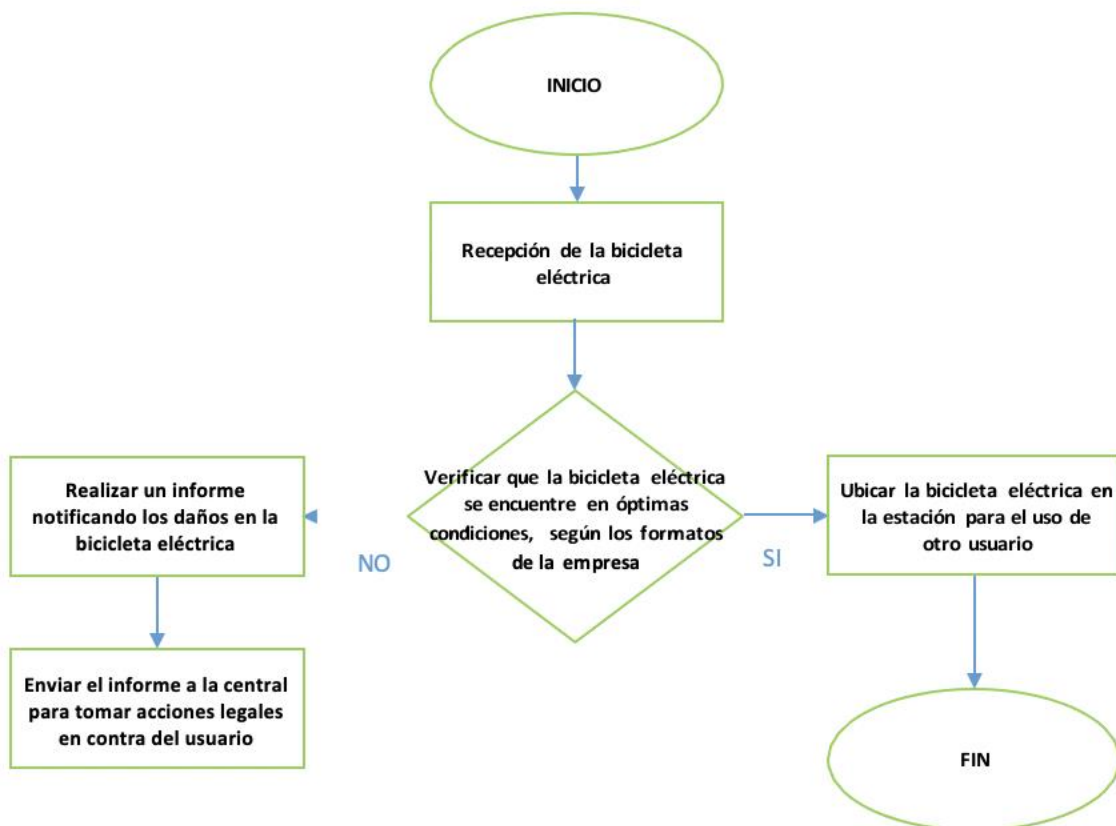 INICIO
Recepción de la bicicleta
eléctrica
Verificar que la bicicleta eléctrica
se encuentre en óptimas
condiciones, según los formatos
de la empresa
Realizar un informe
notificando los daños en la
bicicleta eléctrica
NO
SI
Ubicar la bicicleta eléctrica en
la estación para el uso de
otro usuario
Enviar el informe a la central
para tomar acciones legales
en contra del usuario
FIN